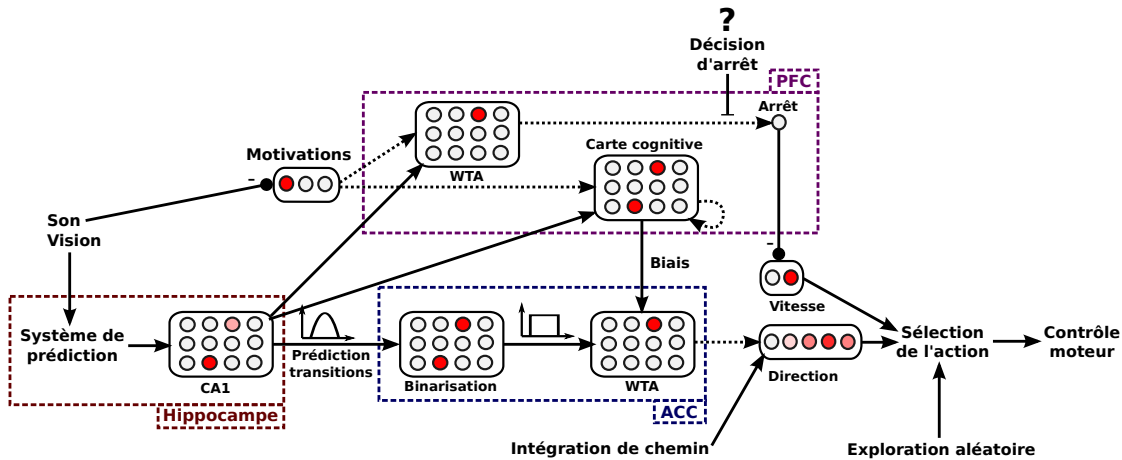 ?
Décision
d'arrêt
PFC
Arrêt
Carte cognitive
Motivations
WTA
–
Son
Vision
Biais
–
Vitesse
Système de
prédiction
CA1
Prédiction
transitions
Binarisation
WTA
Direction
Sélection
de l'action
Contrôle
moteur
Hippocampe
ACC
Intégration de chemin
Exploration aléatoire